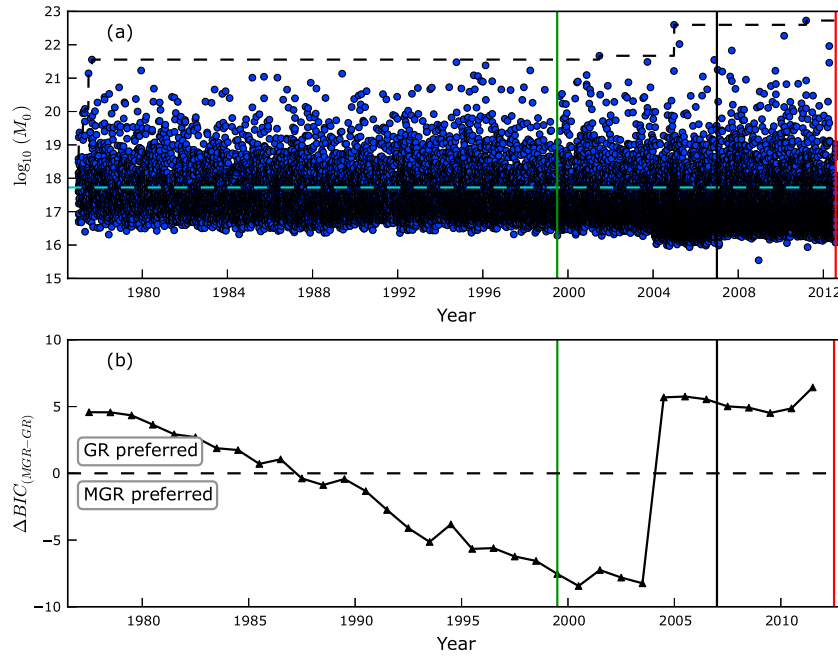 (a)
23
22
21
20
19
18
17
16
15
log₁₀ (M₀)
1980 1984 1988 1992 1996 2000 2004 2008 2012
Year
(b)
10
5
0
−5
−10
ΔBIC(MGR−GR)
GR preferred
MGR preferred
1980 1985 1990 1995 2000 2005 2010
Year